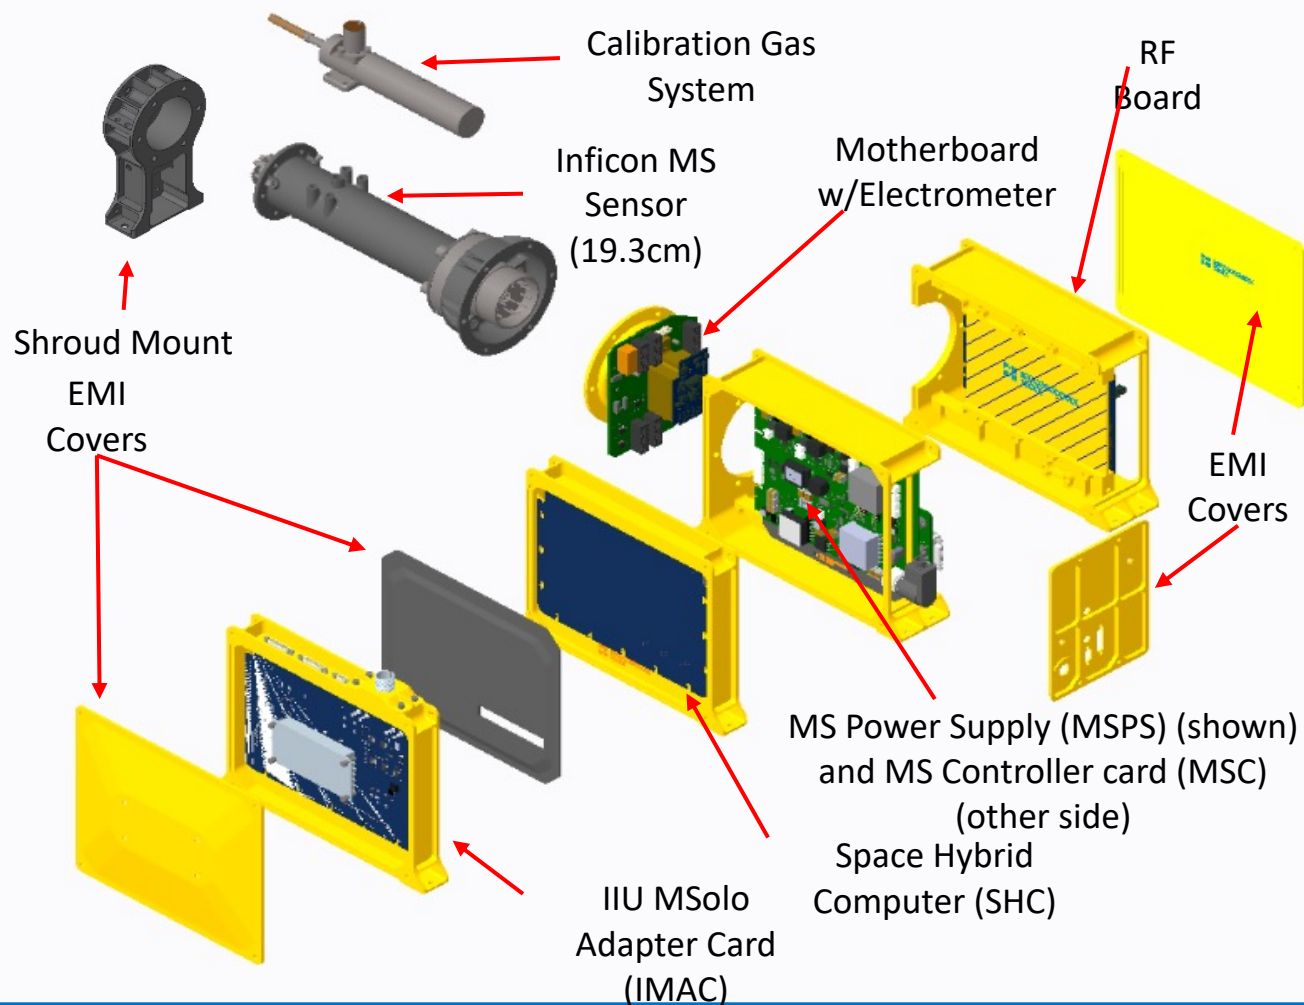 Calibration Gas
System
RF
Board
Inficon MS
Sensor
(19.3cm)
Motherboard
w/Electrometer
Shroud Mount
EMI
Covers
EMI
Covers
MS Power Supply (MSPS) (shown)
and MS Controller card (MSC)
(other side)
Space Hybrid
Computer (SHC)
IIU MSolo
Adapter Card
(IMAC)